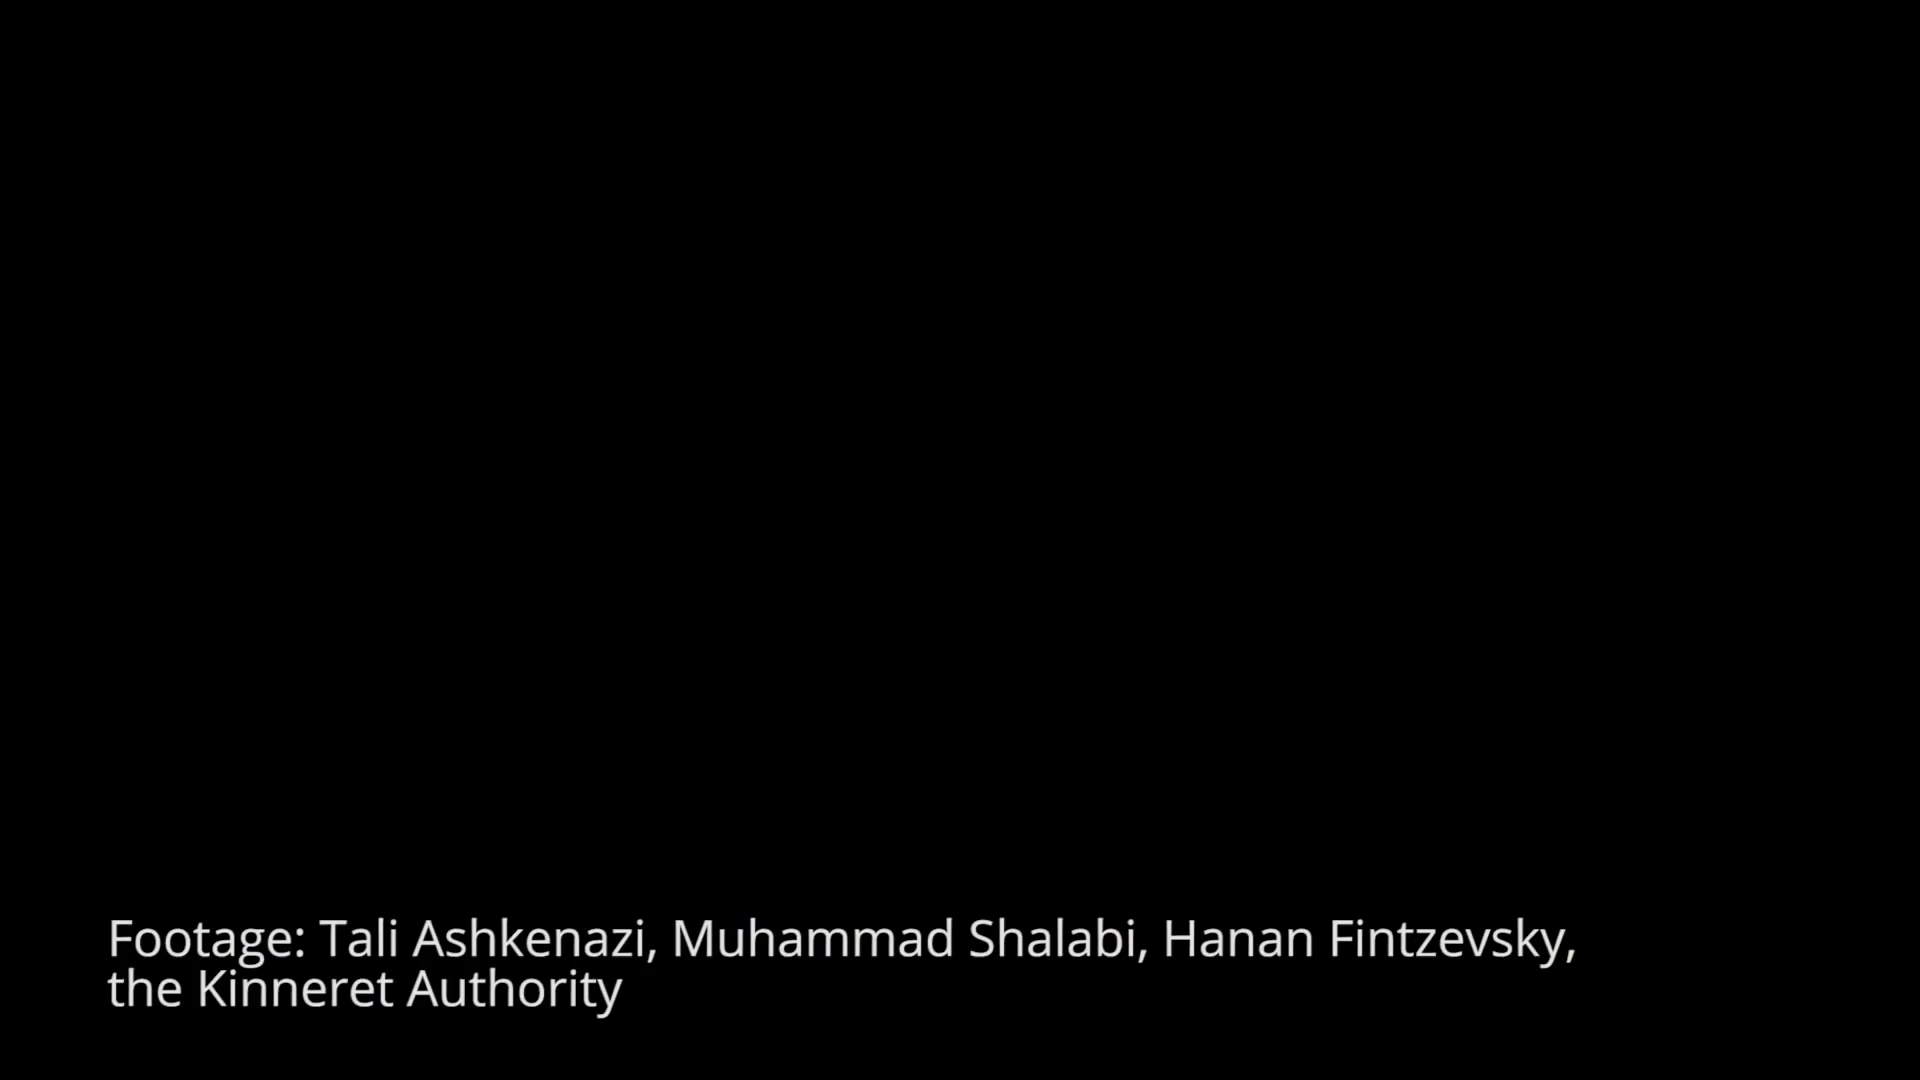 Footage: Tali Ashkenazi, Muhammad Shalabi, Hanan Fintzevsky,
the Kinneret Authority